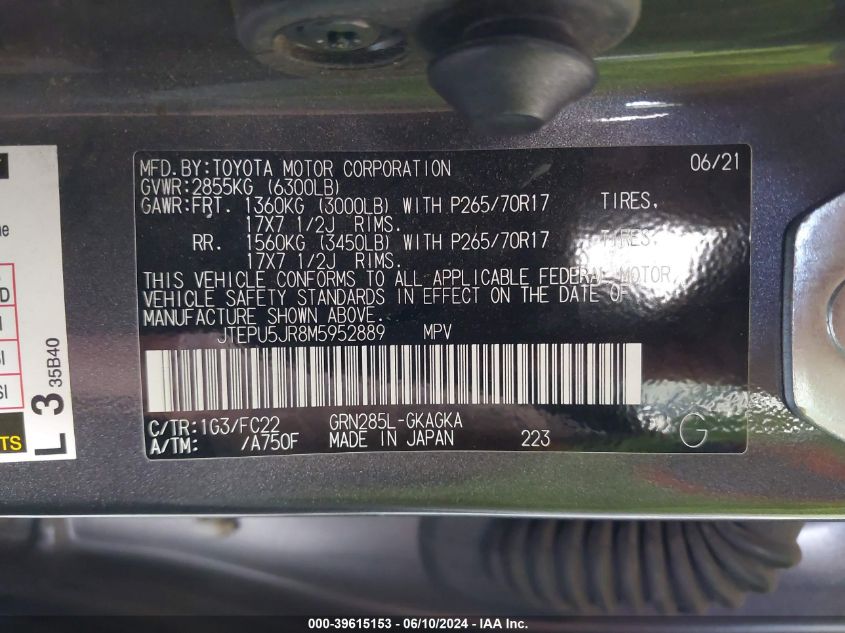 MFD.BY:TOYOTA MOTOR CORPORATION 06/21
GVWR:2855KG (6300LB)
GAWR:FRT. 1360KG (3000LB) WITH P265/70R17 TIRES,
17X7 1/2J RIMS.
RR. 1560KG (3450LB) WITH P265/70R17 TIRES,
17X7 1/2J RIMS.
THIS VEHICLE CONFORMS TO ALL APPLICABLE FEDERAL MOTOR
VEHICLE SAFETY STANDARDS IN EFFECT ON THE DATE OF
MANUFACTURE SHOWN ABOVE.
JTEPU5JR8M5952889 MPV
C/TR:1G3/FC22 GRN285L-GKAGKA
A/TM: /A750F MADE IN JAPAN 223 G
L 3 35B40
TS
000-39615153 - 06/10/2024 - IAA Inc.